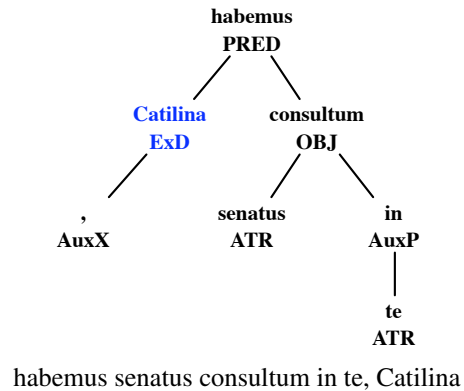 habemus
PRED
Catilina consultum
ExD OBJ
, senatus in
AuxX ATR AuxP
te
ATR
habemus senatus consultum in te, Catilina